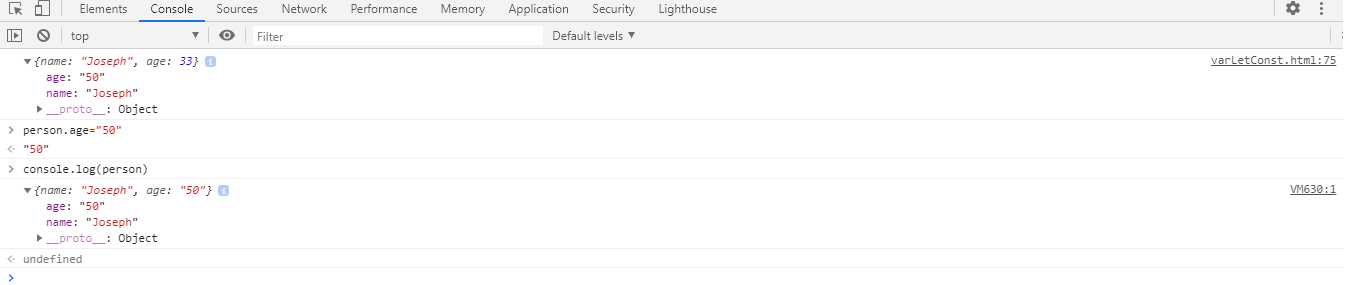 Elements Console Sources Network Performance Memory Application Security Lighthouse
top Filter Default levels
{name: "Joseph", age: 33} varLetConst.html:75
age: "50"
name: "Joseph"
__proto__: Object
person.age="50"
"50"
console.log(person)
{name: "Joseph", age: "50"} VM630:1
age: "50"
name: "Joseph"
__proto__: Object
undefined